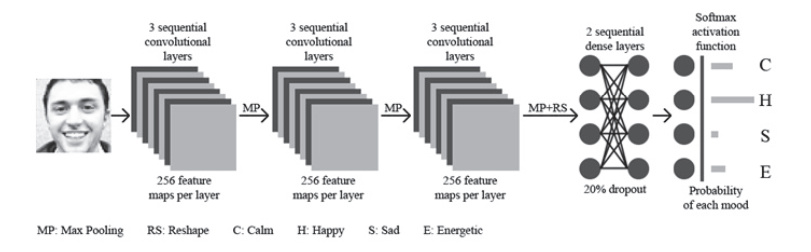 3 sequential
convolutional
layers
256 feature
maps per layer
MP
3 sequential
convolutional
layers
256 feature
maps per layer
MP
3 sequential
convolutional
layers
256 feature
maps per layer
MP+RS
2 sequential
dense layers
20% dropout
Softmax
activation
function
C
H
S
E
Probability
of each mood
MP: Max Pooling RS: Reshape C: Calm H: Happy S: Sad E: Energetic